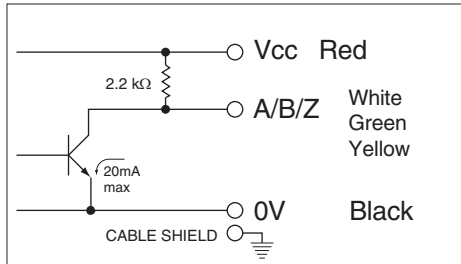 Vcc Red
2.2 kΩ
A/B/Z White
Green
Yellow
20mA
max
0V Black
CABLE SHIELD